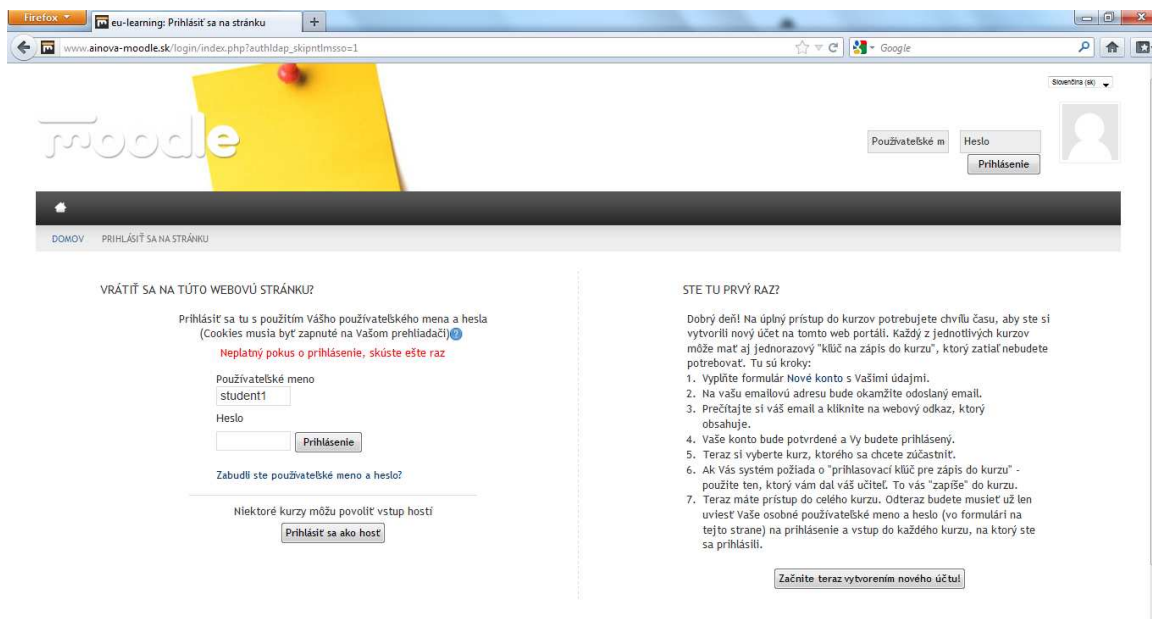 Firefox
eu-learning: Prihlásiť sa na stránku
+
www.ainova-moodle.sk/login/index.php?authldap_skipntlmsso=1
Google
Slovenčina (sk)
moodle
Používateľské m
Heslo
Prihlásenie
DOMOV PRIHLÁSIŤ SA NA STRÁNKU
VRÁTIŤ SA NA TÚTO WEBOVÚ STRÁNKU?
Prihlásiť sa tu s použitím Vášho používateľského mena a hesla
(Cookies musia byť zapnuté na Vašom prehliadači)?
Neplatný pokus o prihlásenie, skúste ešte raz
Používateľské meno
student1
Heslo
Prihlásenie
Zabudli ste používateľské meno a heslo?
Niektoré kurzy môžu povoliť vstup hostí
Prihlásiť sa ako hosť
STE TU PRVÝ RAZ?
Dobrý deň! Na úplný prístup do kurzov potrebujete chvíľu času, aby ste si
vytvorili nový účet na tomto web portáli. Každý z jednotlivých kurzov
môže mať aj jednorazový "kľúč na zápis do kurzu", ktorý zatiaľ nebudete
potrebovať. Tu sú kroky:
1. Vyplňte formulár Nové konto s Vašimi údajmi.
2. Na vašu emailovú adresu bude okamžite odoslaný email.
3. Prečítajte si váš email a kliknite na webový odkaz, ktorý
obsahuje.
4. Vaše konto bude potvrdené a Vy budete prihlásený.
5. Teraz si vyberte kurz, ktorého sa chcete zúčastniť.
6. Ak Vás systém požiada o "prihlasovací kľúč pre zápis do kurzu" -
použite ten, ktorý vám dal váš učiteľ. To vás "zapíše" do kurzu.
7. Teraz máte prístup do celého kurzu. Odteraz budete musieť už len
uviesť Vaše osobné používateľské meno a heslo (vo formulári na
tejto strane) na prihlásenie a vstup do každého kurzu, na ktorý ste
sa prihlásili.
Začnite teraz vytvorením nového účtu!